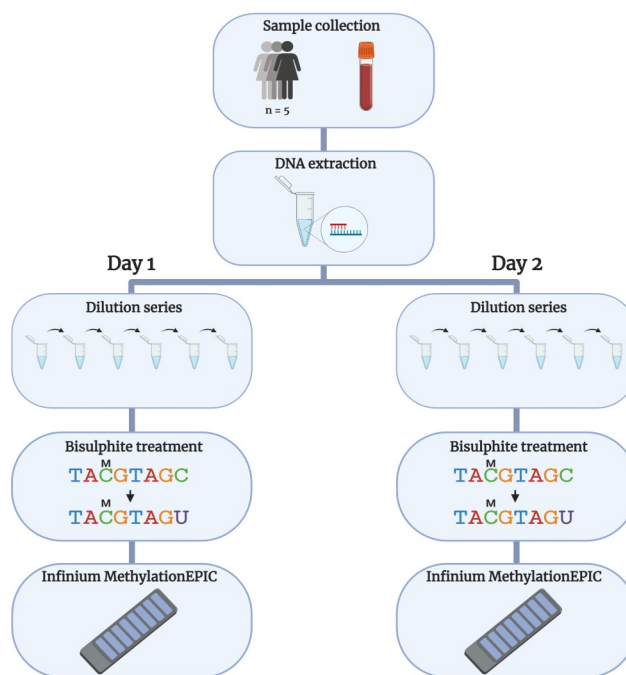 Sample collection
n = 5
DNA extraction
Day 1
Day 2
Dilution series
Dilution series
Bisulphite treatment
M
TACGTAGC
M
TACGTAGU
Bisulphite treatment
M
TACGTAGC
M
TACGTAGU
Infinium MethylationEPIC
Infinium MethylationEPIC